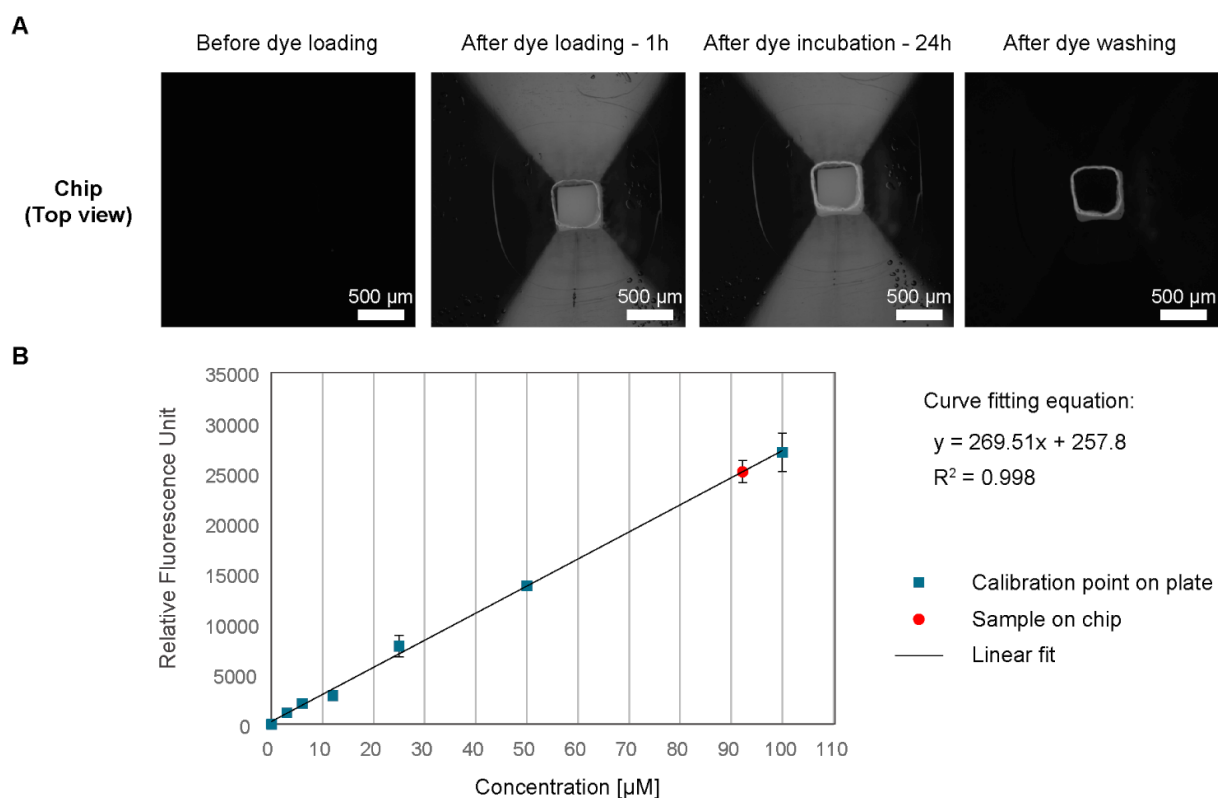 A
Before dye loading
After dye loading - 1h
After dye incubation - 24h
After dye washing
Chip
(Top view)
500 µm
500 µm
500 µm
500 µm
B
35000
30000
25000
20000
15000
10000
5000
0
Relative Fluorescence Unit
0 10 20 30 40 50 60 70 80 90 100 110
Concentration [µM]
Curve fitting equation:
y = 269.51x + 257.8
R² = 0.998
Calibration point on plate
Sample on chip
Linear fit